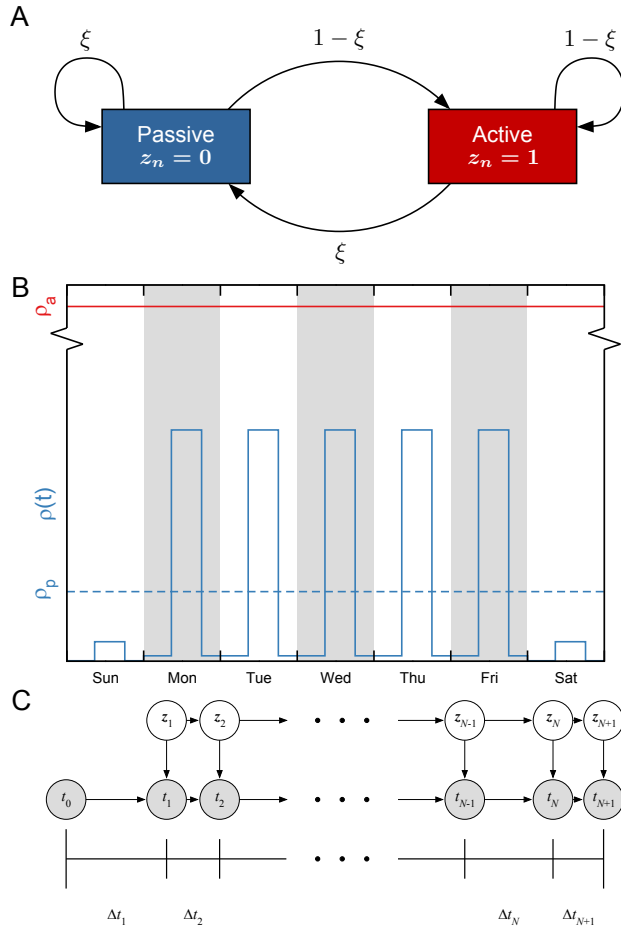 A
ξ
1 − ξ
1 − ξ
Passive
z_n = 0
Active
z_n = 1
ξ
B
ρ_a
ρ(t)
ρ_p
Sun Mon Tue Wed Thu Fri Sat
C
z_1 z_2 • • • z_{N-1} z_N z_{N+1}
t_0 t_1 t_2 • • • t_{N-1} t_N t_{N+1}
• • •
Δt_1 Δt_2 Δt_N Δt_{N+1}